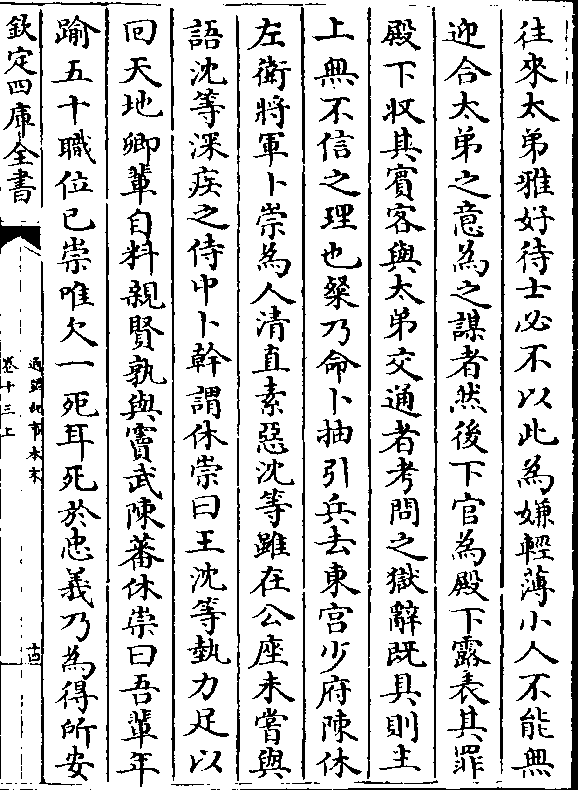 往來太弟雅好待士必不以此為嫌輕薄小人不能無
迎合太弟之意為之謀者然後下官為殿下露表其罪
殿下收其賓客與太弟交通者考問之獄辭既具則主
上無不信之理也粲乃命卜抽引兵去東宮少府陳休
左衛將軍卜崇為人清直素惡沈等雖在公座未嘗與
語沈等深疾之侍中卜幹謂休崇曰王沈等埶力足以
回天地卿輩自料親賢孰與竇武陳蕃休崇曰吾輩年
踰五十職位已崇唯欠一死耳死於忠義乃為得所安
欽定四庫全書
通鑑紀事本末
卷十三上
十四